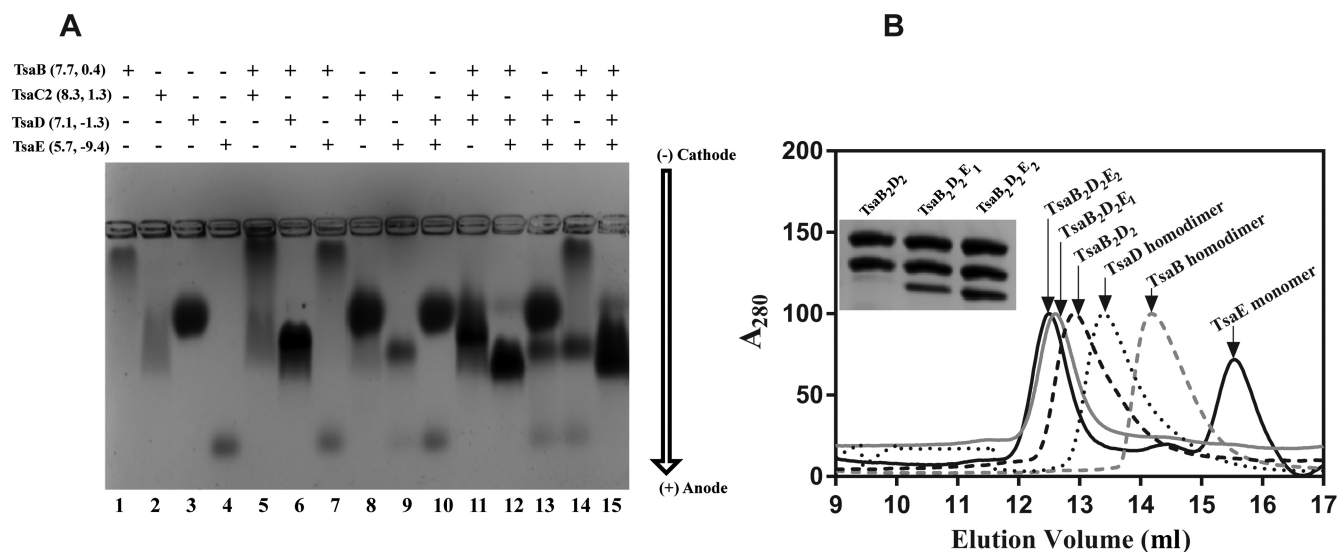 A
TsaB (7.7, 0.4) + - - - + + + - - - + + - + +
TsaC2 (8.3, 1.3) - + - - + - - + + - + - + + +
TsaD (7.1, -1.3) - - + - - + - + - + + + + - +
TsaE (5.7, -9.4) - - - + - - + - + + - + + + +
(-) Cathode
(+) Anode
1 2 3 4 5 6 7 8 9 10 11 12 13 14 15
B
200
150
100
50
0
A280
TsaB2D2
TsaB2D2E1
TsaB2D2E2
TsaB2D2E2
TsaB2D2E1
TsaB2D2
TsaD homodimer
TsaB homodimer
TsaE monomer
9 10 11 12 13 14 15 16 17
Elution Volume (ml)